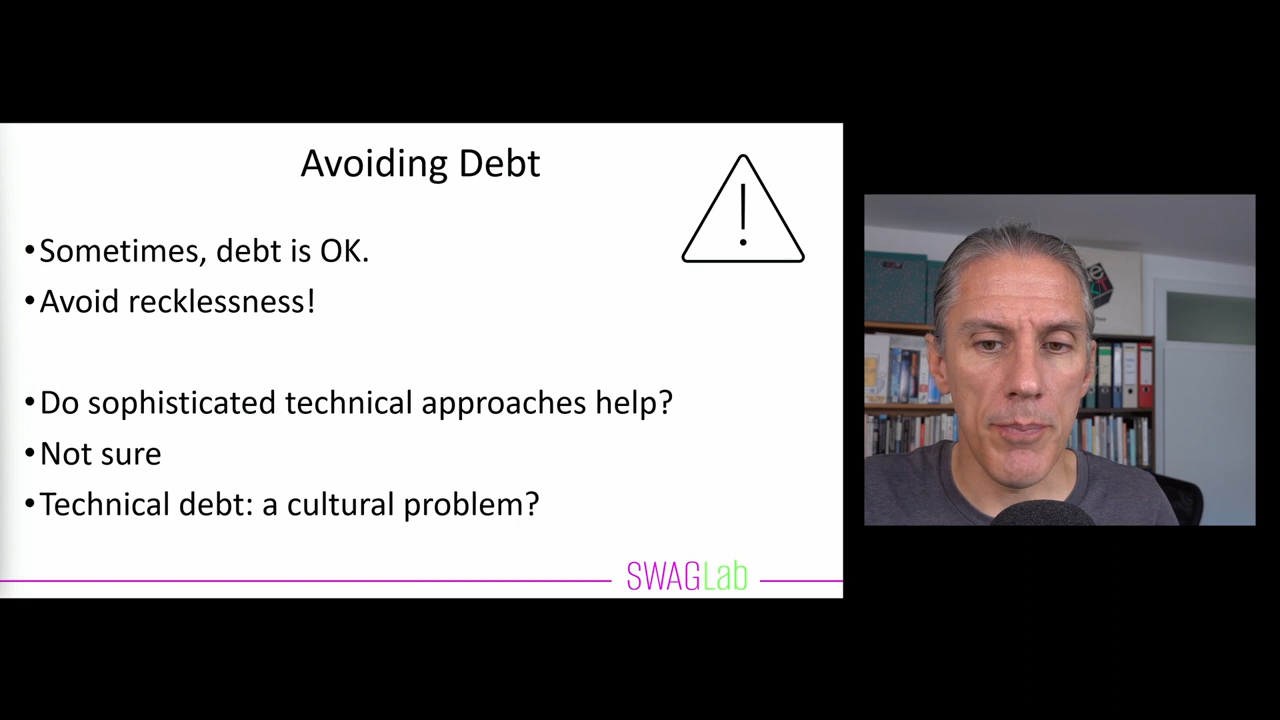 Avoiding Debt
•Sometimes, debt is OK.
•Avoid recklessness!
•Do sophisticated technical approaches help?
•Not sure
•Technical debt: a cultural problem?
SWAGLab